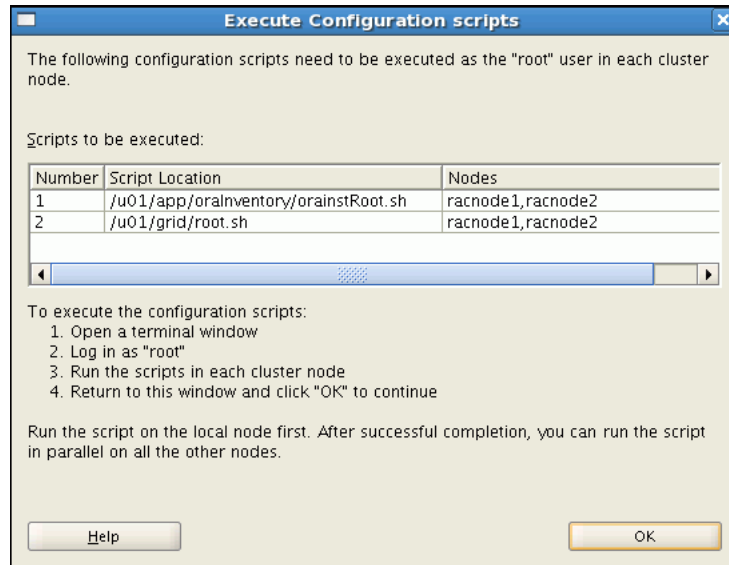 Execute Configuration scripts
The following configuration scripts need to be executed as the "root" user in each cluster
node.
Scripts to be executed:
Number Script Location Nodes
1 /u01/app/oraInventory/orainstRoot.sh racnode1,racnode2
2 /u01/grid/root.sh racnode1,racnode2
To execute the configuration scripts:
1. Open a terminal window
2. Log in as "root"
3. Run the scripts in each cluster node
4. Return to this window and click "OK" to continue
Run the script on the local node first. After successful completion, you can run the script
in parallel on all the other nodes.
Help OK